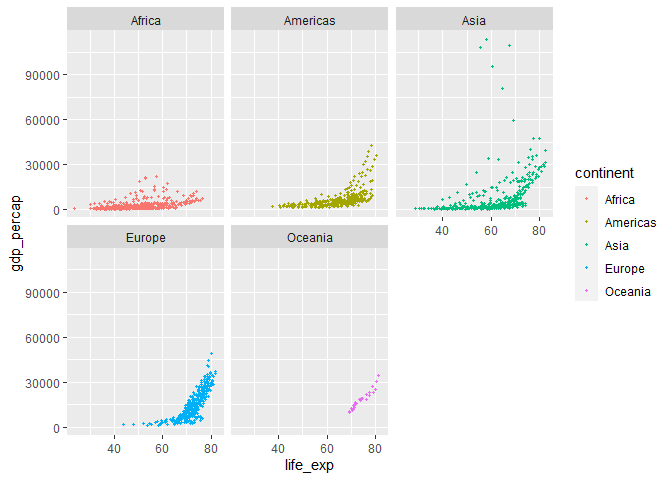 Africa
Americas
Asia
90000
60000
30000
0
40
60
80
Europe
Oceania
90000
60000
30000
0
40
60
80
40
60
80
life_exp
gdp_percap
continent
Africa
Americas
Asia
Europe
Oceania